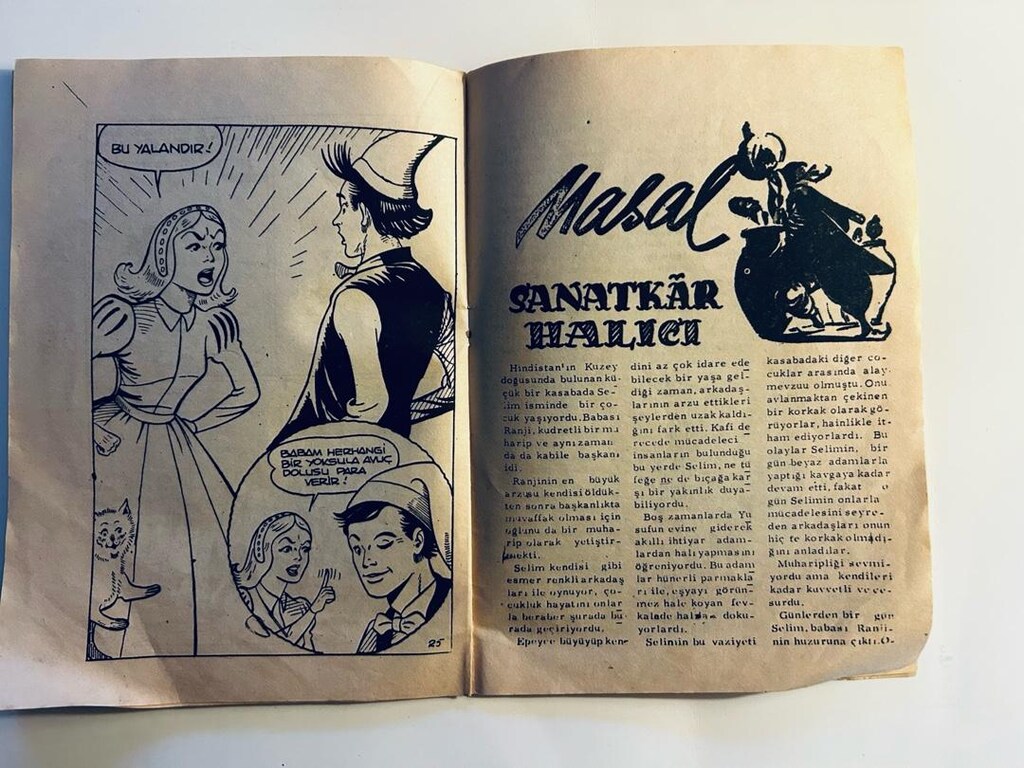 BU YALANDIR!
BABAM HERHANGİ
BİR YOKSULA AVUÇ
DOLUSU PARA
VERİR!
25
Masal
SANATKÂR
HALICI
Hindistan'ın Kuzey
doğusunda bulunan kü-
çük bir kasabada Se-
lim isminde bir ço-
cuk yaşıyordu. Babası
Ranji, kudretli bir mu
harip ve aynı zaman
da da kabile başkanı
idi.
Ranjinin en büyük
arzusu kendisi öldük-
ten sonra başkanlıkta
muvaffak olması için
oğlunu da bir muha-
rip olarak yetiştir-
mekti.
Selim kendisi gibi
esmer renkli arkadaş
ları ile oynuyor, ço-
cukluk hayatını onlar
la beraber şurada bu-
rada geçiriyordu.
Epeyce büyüyüp ken-
dini az çok idare ede
bilecek bir yaşa gel-
diği zaman, arkadaş-
larının arzu ettikleri
şeylerden uzak kaldı-
ğını fark etti. Kafi de
recede mücadeleci
insanların bulunduğu
bu yerde Selim, ne tü
feğe ne de bıçağa kar
şı bir yakınlık duya-
biliyordu.
Boş zamanlarda Yu
sufun evine giderek
akıllı ihtiyar adam-
lardan halı yapmasını
öğreniyordu. Bu adam
lar hünerli parmakla-
rı ile, eşyayı görün-
mez hale koyan fev-
kalade halılar doku-
yorlardı.
Selimin bu vaziyeti
kasabadaki diğer ço-
cuklar arasında alay
mevzuu olmuştu. Onu
avlanmaktan çekinen
bir korkak olarak gö-
rüyorlar, hainlikle it-
ham ediyorlardı. Bu
olaylar Selimin, bir
gün beyaz adamlarla
yaptığı kavgaya kadar
devam etti, fakat o
gün Selimin onlarla
mücadelesini seyre-
den arkadaşları onun
hiç te korkak olmadı-
ğını anladılar.
Muharipliği sevmi-
yordu ama kendileri
kadar kuvvetli ve ce-
surdu.
Günlerden bir gün
Selim, babası Ranji-
nin huzuruna çıktı. O-